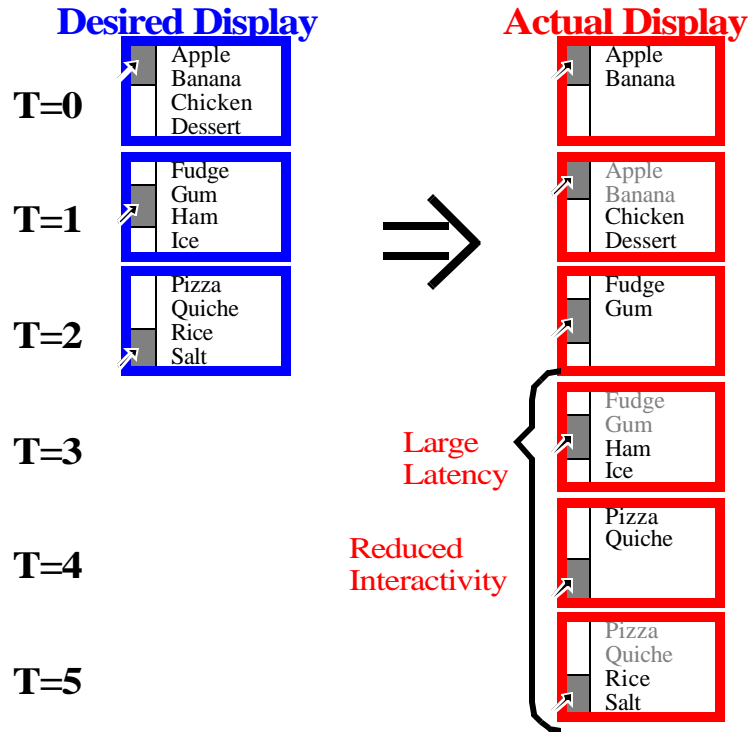 Desired Display
Actual Display
T=0
Apple
Banana
Chicken
Dessert
Apple
Banana
T=1
Fudge
Gum
Ham
Ice
Apple
Banana
Chicken
Dessert
T=2
Pizza
Quiche
Rice
Salt
Fudge
Gum
T=3
Large
Latency
Fudge
Gum
Ham
Ice
T=4
Reduced
Interactivity
Pizza
Quiche
T=5
Pizza
Quiche
Rice
Salt